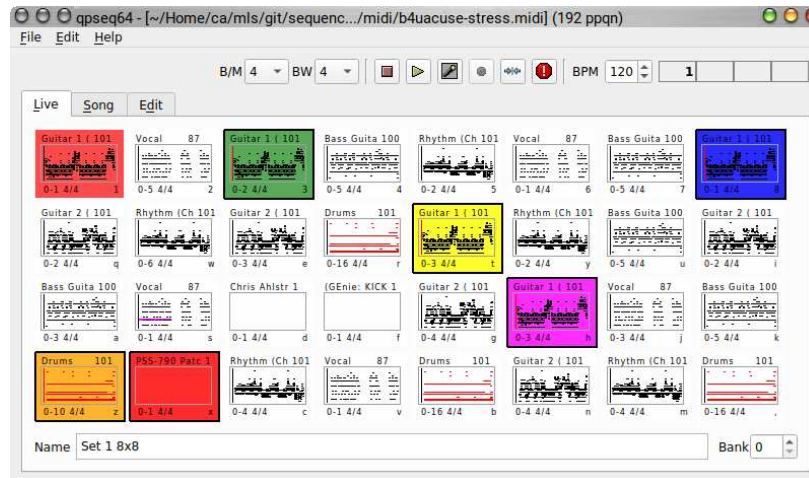 qpseq64 - [~/Home/ca/mls/git/sequenc.../midi/b4uacuse-stress.midi] (192 ppqn)
File Edit Help
B/M 4 BW 4 BPM 120 1
Live Song Edit
Guitar 1 ( 101 Vocal 87 Guitar 1 ( 101 Bass Guita 100 Rhythm (Ch 101 Vocal 87 Bass Guita 100 Guitar 1 ( 101
0-1 4/4 1 0-5 4/4 2 0-2 4/4 3 0-5 4/4 4 0-2 4/4 5 0-1 4/4 6 0-5 4/4 7 0-1 4/4 8
Guitar 2 ( 101 Rhythm (Ch 101 Guitar 2 ( 101 Drums 101 Guitar 1 ( 101 Rhythm (Ch 101 Bass Guita 100 Guitar 2 ( 101
0-2 4/4 q 0-6 4/4 w 0-3 4/4 e 0-16 4/4 r 0-3 4/4 t 0-2 4/4 y 0-5 4/4 u 0-2 4/4 i
Bass Guita 100 Vocal 87 Chris Ahlstr 1 (GEnie: KICK 1 Guitar 2 ( 101 Guitar 1 ( 101 Vocal 87 Bass Guita 100
0-3 4/4 a 0-1 4/4 s 0-1 4/4 d 0-1 4/4 f 0-4 4/4 g 0-3 4/4 h 0-3 4/4 j 0-5 4/4 k
Drums 101 PSS-790 Patc 1 Rhythm (Ch 101 Vocal 87 Drums 101 Guitar 2 ( 101 Rhythm (Ch 101 Drums 101
0-10 4/4 z 0-1 4/4 x 0-4 4/4 c 0-1 4/4 v 0-16 4/4 b 0-4 4/4 n 0-4 4/4 m 0-16 4/4 ,
Name Set 1 8x8 Bank 0